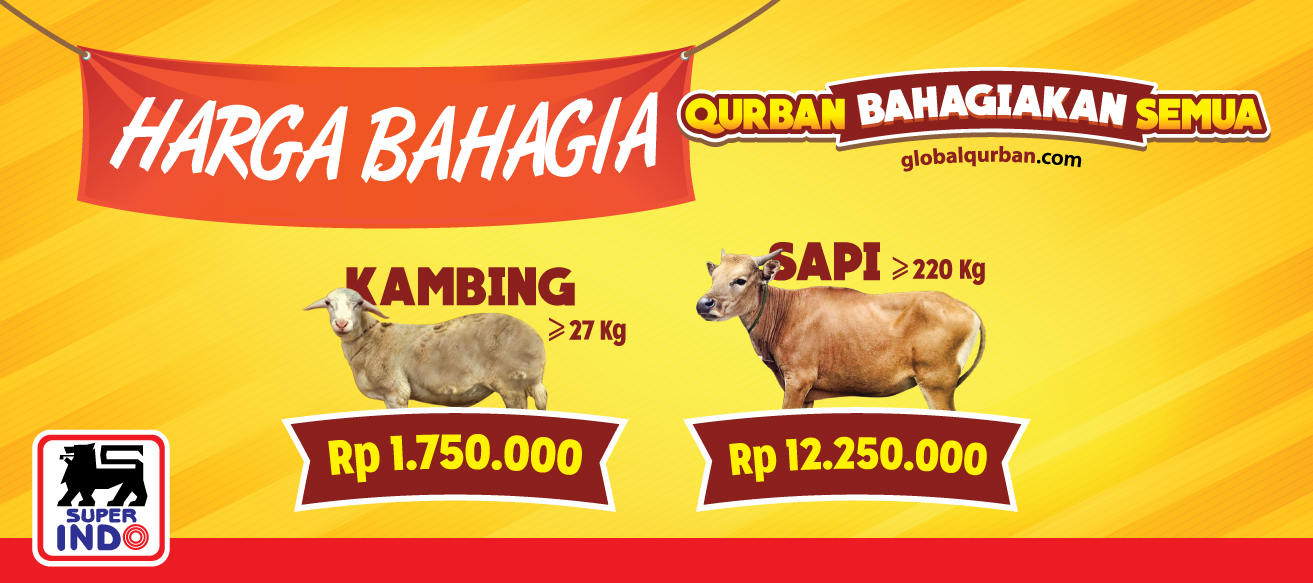 HARGA BAHAGIA
QURBAN BAHAGIAKAN SEMUA
globalqurban.com
KAMBING
⩾27 Kg
SAPI ⩾220 Kg
Rp 1.750.000
Rp 12.250.000
SUPER
INDO